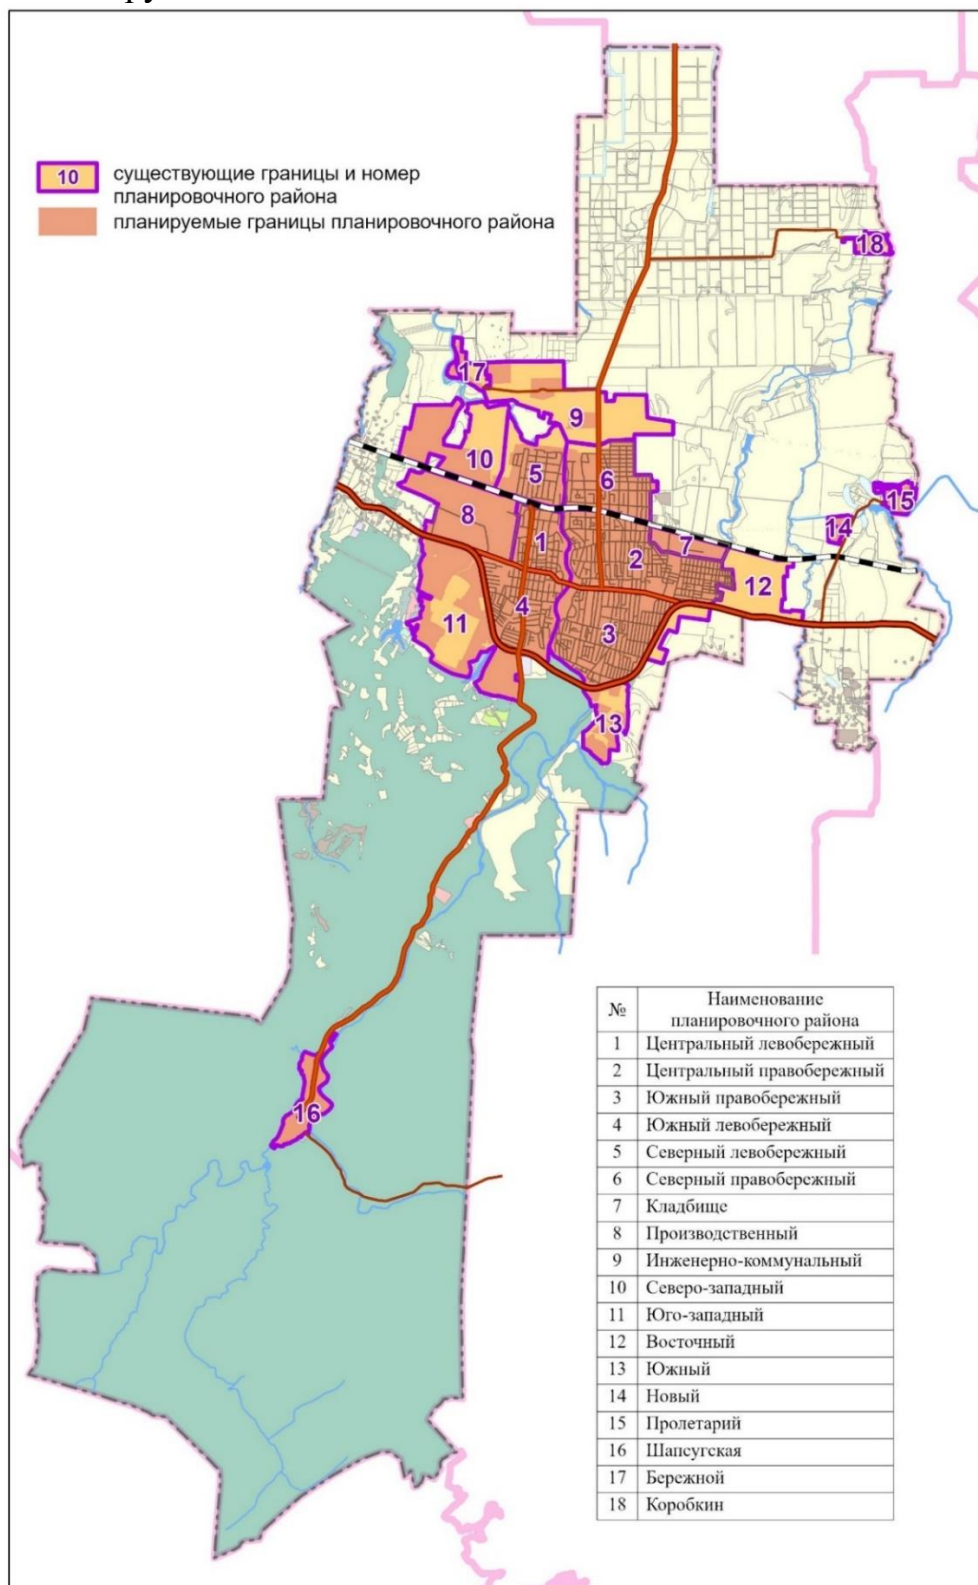 ру
10 существующие границы и номер
планировочного района
планируемые границы планировочного района
18
17
9
10
5
6
15
8
14
1
7
2
12
4
11
3
13
16
№ Наименование
планировочного района
1 Центральный левобережный
2 Центральный правобережный
3 Южный правобережный
4 Южный левобережный
5 Северный левобережный
6 Северный правобережный
7 Кладбище
8 Производственный
9 Инженерно-коммунальный
10 Северо-западный
11 Юго-западный
12 Восточный
13 Южный
14 Новый
15 Пролетарий
16 Шапсугская
17 Бережной
18 Коробкин